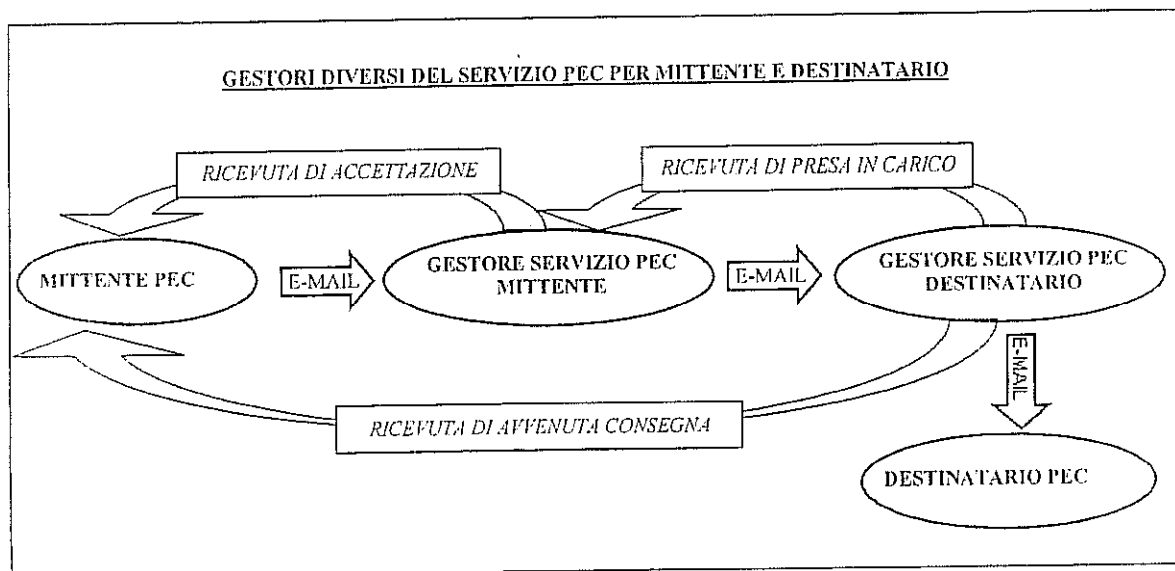 GESTORI DIVERSI DEL SERVIZIO PEC PER MITTENTE E DESTINATARIO
RICEVUTA DI ACCETTAZIONE
RICEVUTA DI PRESA IN CARICO
MITTENTE PEC
E-MAIL
GESTORE SERVIZIO PEC
MITTENTE
E-MAIL
GESTORE SERVIZIO PEC
DESTINATARIO
E-MAIL
RICEVUTA DI AVVENUTA CONSEGNA
DESTINATARIO PEC